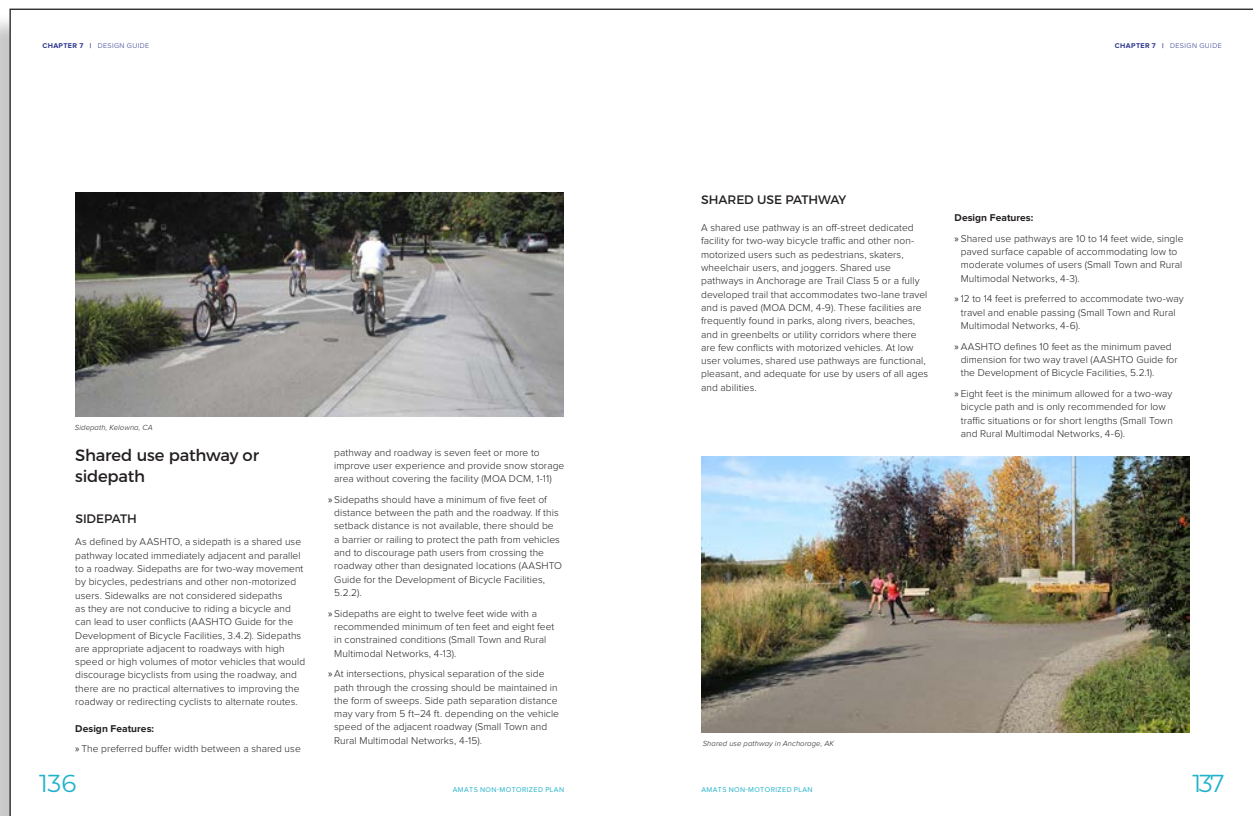 CHAPTER 7 | DESIGN GUIDE
Sidepath, Kelowna, CA
Shared use pathway or
sidepath
SIDEPATH
As defined by AASHTO, a sidepath is a shared use
pathway located immediately adjacent and parallel
to a roadway. Sidepaths are for two-way movement
by bicycles, pedestrians and other non-motorized
users. Sidewalks are not considered sidepaths
as they are not conducive to riding a bicycle and
can lead to user conflicts (AASHTO Guide for the
Development of Bicycle Facilities, 3.4.2). Sidepaths
are appropriate adjacent to roadways with high
speed or high volumes of motor vehicles that would
discourage bicyclists from using the roadway, and
there are no practical alternatives to improving the
roadway or redirecting cyclists to alternate routes.
Design Features:
» The preferred buffer width between a shared use
pathway and roadway is seven feet or more to
improve user experience and provide snow storage
area without covering the facility (MOA DCM, 1-11)
» Sidepaths should have a minimum of five feet of
distance between the path and the roadway. If this
setback distance is not available, there should be
a barrier or railing to protect the path from vehicles
and to discourage path users from crossing the
roadway other than designated locations (AASHTO
Guide for the Development of Bicycle Facilities,
5.2.2).
» Sidepaths are eight to twelve feet wide with a
recommended minimum of ten feet and eight feet
in constrained conditions (Small Town and Rural
Multimodal Networks, 4-13).
» At intersections, physical separation of the side
path through the crossing should be maintained in
the form of sweeps. Side path separation distance
may vary from 5 ft–24 ft. depending on the vehicle
speed of the adjacent roadway (Small Town and
Rural Multimodal Networks, 4-15).
136
AMATS NON-MOTORIZED PLAN
CHAPTER 7 | DESIGN GUIDE
SHARED USE PATHWAY
A shared use pathway is an off-street dedicated
facility for two-way bicycle traffic and other non-
motorized users such as pedestrians, skaters,
wheelchair users, and joggers. Shared use
pathways in Anchorage are Trail Class 5 or a fully
developed trail that accommodates two-lane travel
and is paved (MOA DCM, 4-9). These facilities are
frequently found in parks, along rivers, beaches,
and in greenbelts or utility corridors where there
are few conflicts with motorized vehicles. At low
user volumes, shared use pathways are functional,
pleasant, and adequate for use by users of all ages
and abilities.
Design Features:
» Shared use pathways are 10 to 14 feet wide, single
paved surface capable of accommodating low to
moderate volumes of users (Small Town and Rural
Multimodal Networks, 4-3).
» 12 to 14 feet is preferred to accommodate two-way
travel and enable passing (Small Town and Rural
Multimodal Networks, 4-6).
» AASHTO defines 10 feet as the minimum paved
dimension for two way travel (AASHTO Guide for
the Development of Bicycle Facilities, 5.2.1).
» Eight feet is the minimum allowed for a two-way
bicycle path and is only recommended for low
traffic situations or for short lengths (Small Town
and Rural Multimodal Networks, 4-6).
Shared use pathway in Anchorage, AK
AMATS NON-MOTORIZED PLAN
137